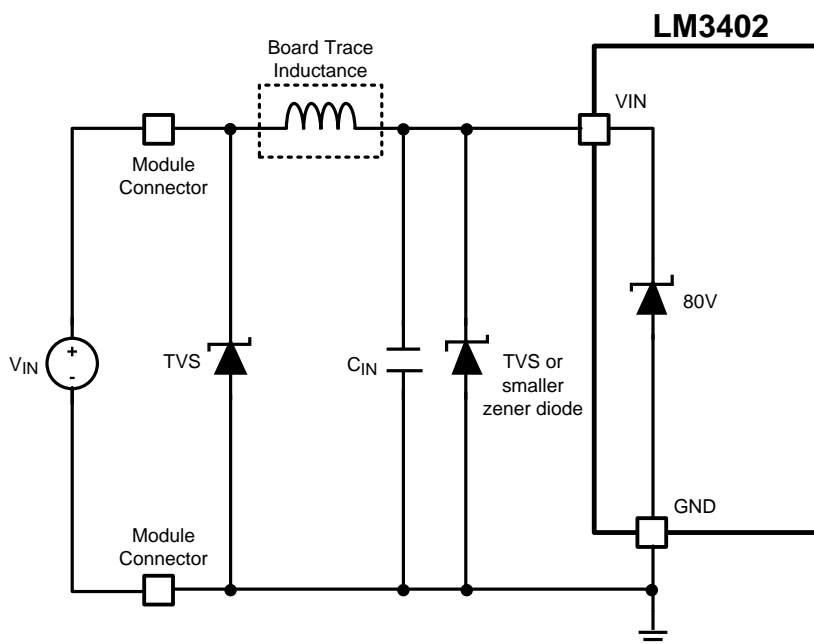 LM3402
Board Trace
Inductance
VIN
Module
Connector
80V
VIN
+
-
TVS
CIN
TVS or
smaller
zener diode
GND
Module
Connector